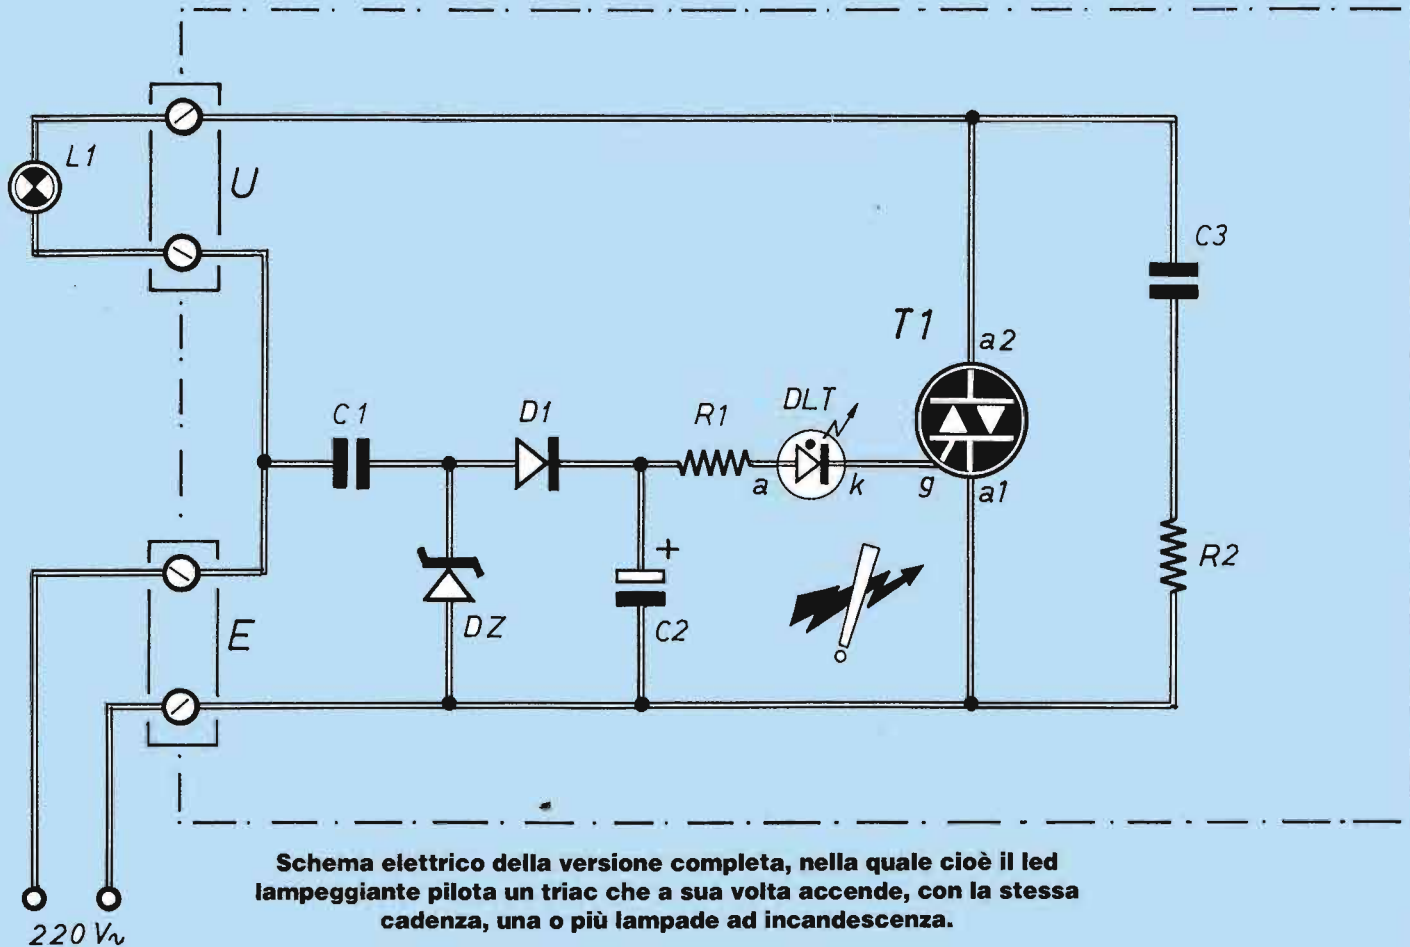 L1
U
C3
T1
a2
C1
D1
R1
DLT
a
k
g
a1
+
DZ
C2
R2
E
Schema elettrico della versione completa, nella quale cioè il led
lampeggiante pilota un triac che a sua volta accende, con la stessa
cadenza, una o più lampade ad incandescenza.
220 V~